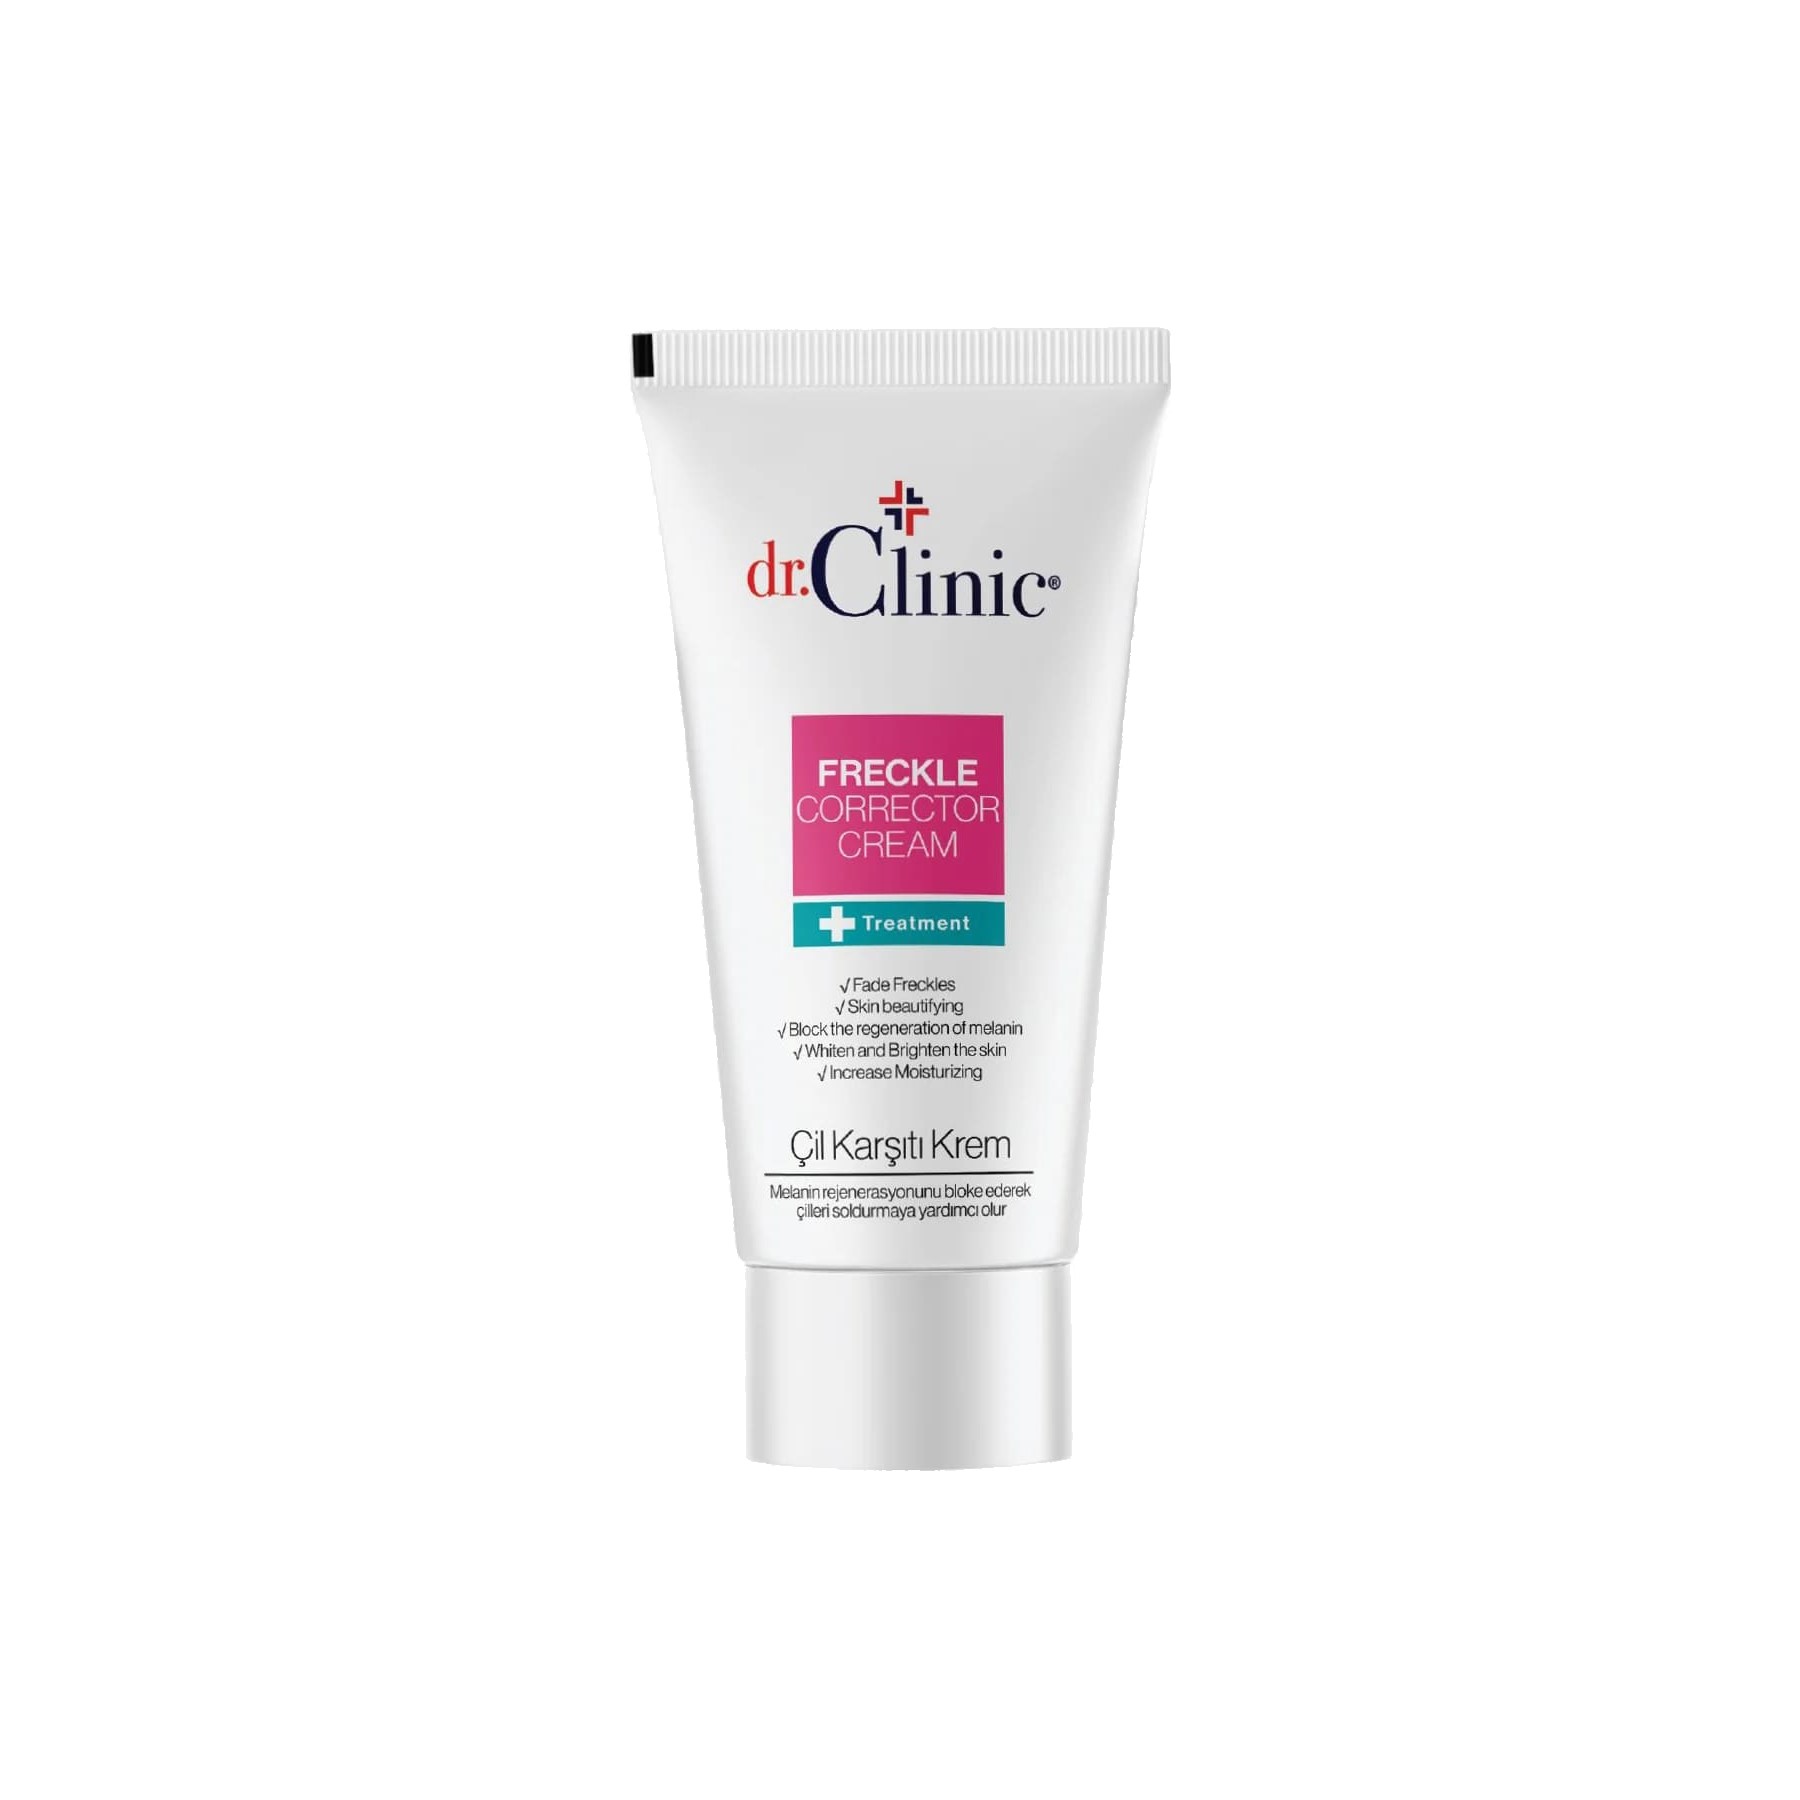 dr.Clinic®
FRECKLE
CORRECTOR
CREAM
Treatment
√ Fade Freckles
√ Skin beautifying
√ Block the regeneration of melanin
√ Whiten and Brighten the skin
√ Increase Moisturizing
Çil Karşıtı Krem
Melanin rejenerasyonunu bloke ederek
çilleri soldurmaya yardımcı olur